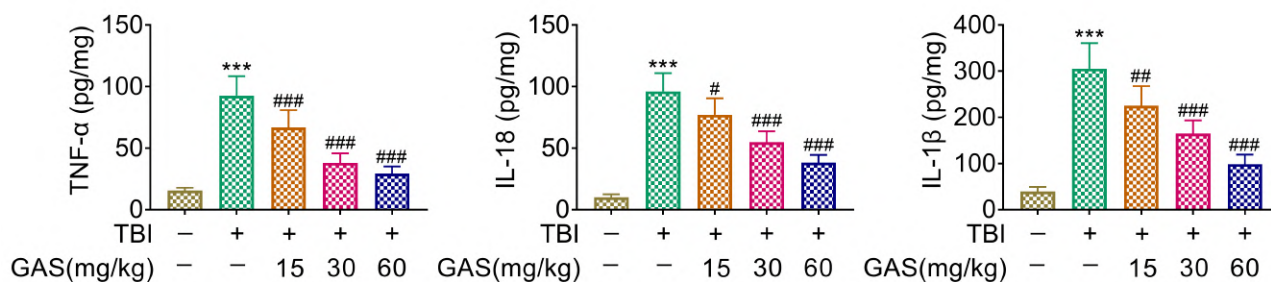 TNF-α (pg/mg)
150
100
50
0
***
###
###
###
TBI – + + + +
GAS(mg/kg) – – 15 30 60
IL-18 (pg/mg)
150
100
50
0
***
#
###
###
TBI – + + + +
GAS(mg/kg) – – 15 30 60
IL-1β (pg/mg)
400
300
200
100
0
***
##
###
###
TBI – + + + +
GAS(mg/kg) – – 15 30 60